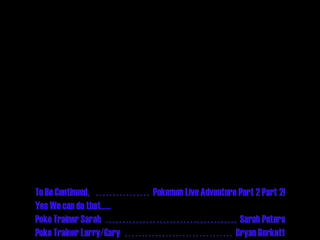 To Be Continued. ................ Pokemon Live Adventure Part 2 Part 2!
Yes We can do that.....
Poke Trainer Sarah ...................................... Sarah Peters
Poke Trainer Larry/Gary ................................ Bryan Burkett